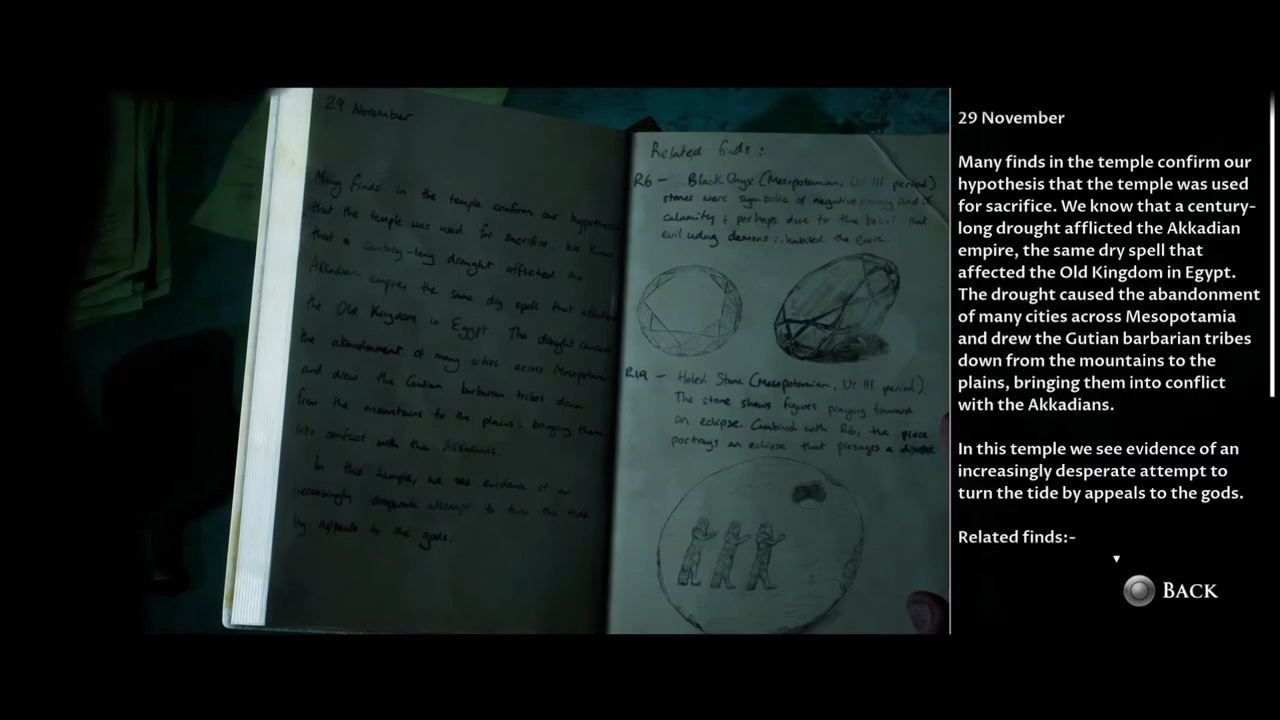 29 November
Many finds in the temple confirm our hypothesis
that the temple was used for sacrifice. We know
that a century-long drought afflicted the
Akkadian empire the same dry spell that
the Old Kingdom in Egypt. The drought
the abandonment of many cities across
and drew the Gutian barbarian tribes down
from the mountains to the plains, bringing them
into conflict with the Akkadians.
In this temple, we see evidence of an
increasingly desperate attempt to turn the tide
by appeals to the gods.
Related finds:
R6 - Black Onyx (Mesopotamian, Ur III period)
stones were symbolic of negative energy and of
calamity; perhaps due to the belief that
evil udug demons inhabited the earth.
R19 - Holed Stone (Mesopotamian, Ur III period).
The stone shows figures praying toward
an eclipse. Combined with R6, the piece
portrays an eclipse that presages a disaster.
29 November
Many finds in the temple confirm our
hypothesis that the temple was used
for sacrifice. We know that a century-
long drought afflicted the Akkadian
empire, the same dry spell that
affected the Old Kingdom in Egypt.
The drought caused the abandonment
of many cities across Mesopotamia
and drew the Gutian barbarian tribes
down from the mountains to the
plains, bringing them into conflict
with the Akkadians.
In this temple we see evidence of an
increasingly desperate attempt to
turn the tide by appeals to the gods.
Related finds:-
BACK